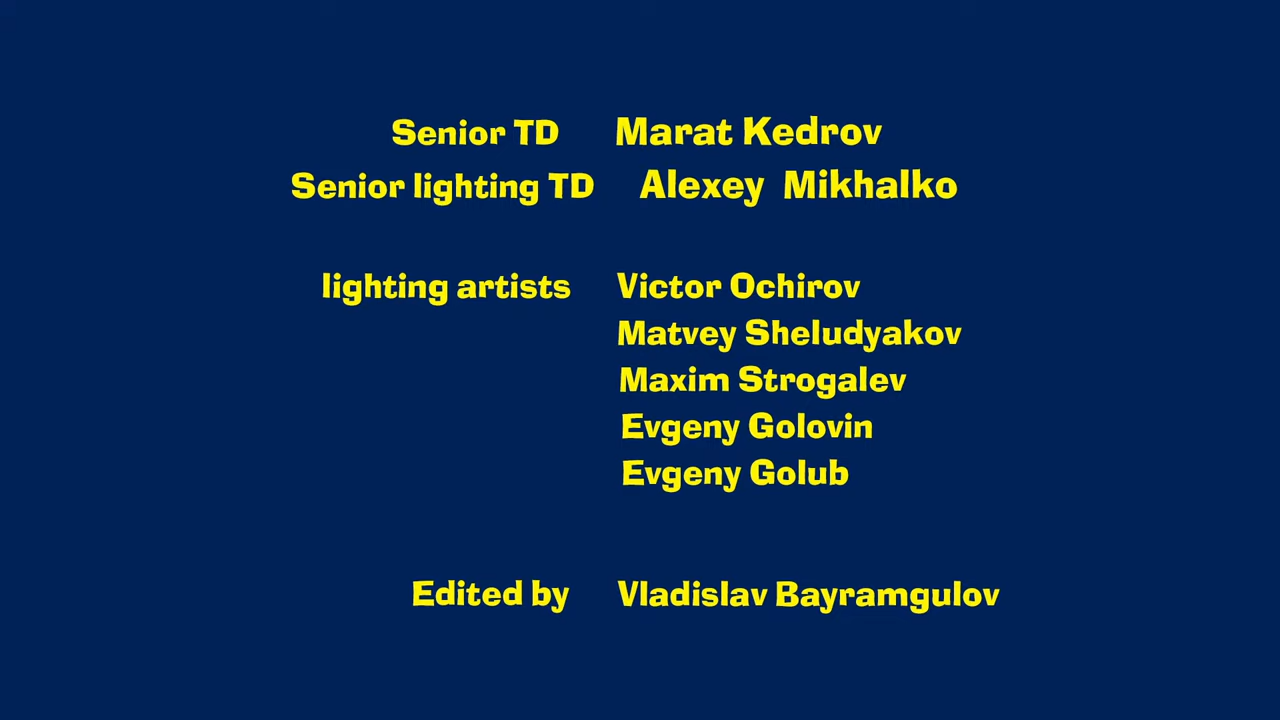 Senior TD Marat Kedrov
Senior lighting TD Alexey Mikhalko
lighting artists Victor Ochirov
Matvey Sheludyakov
Maxim Strogalev
Evgeny Golovin
Evgeny Golub
Edited by Vladislav Bayramgulov